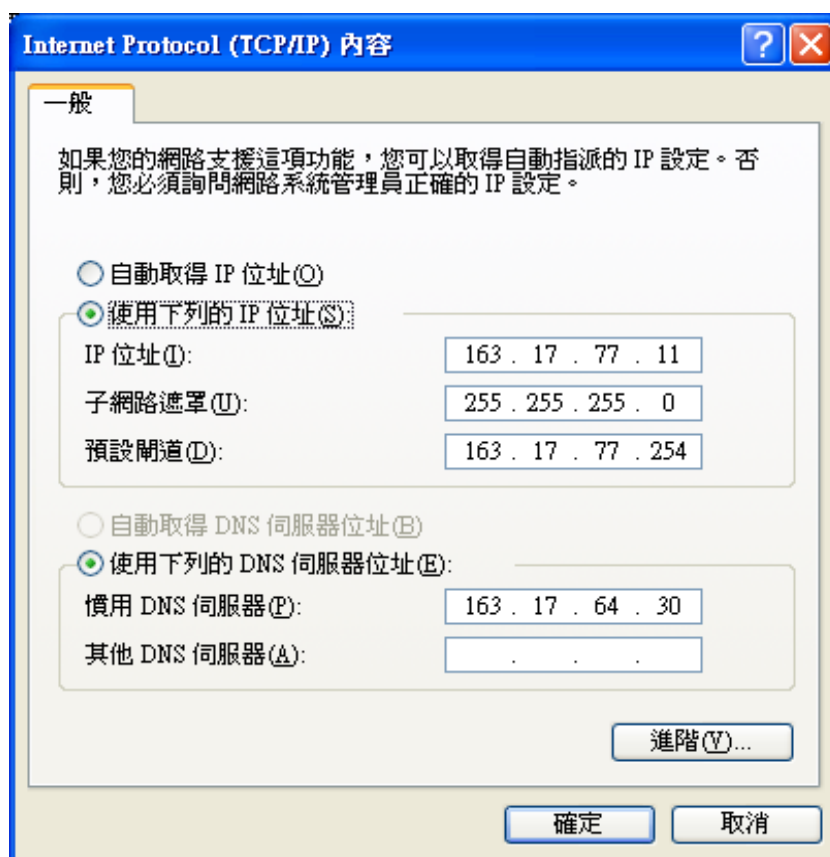 Internet Protocol (TCP/IP) 內容
一般
如果您的網路支援這項功能，您可以取得自動指派的 IP 設定。否
則，您必須詢問網路系統管理員正確的 IP 設定。
自動取得 IP 位址(O)
使用下列的 IP 位址(S):
IP 位址(I): 163 . 17 . 77 . 11
子網路遮罩(U): 255 . 255 . 255 . 0
預設閘道(D): 163 . 17 . 77 . 254
自動取得 DNS 伺服器位址(B)
使用下列的 DNS 伺服器位址(E):
慣用 DNS 伺服器(P): 163 . 17 . 64 . 30
其他 DNS 伺服器(A): . . .
進階(V)...
確定 取消